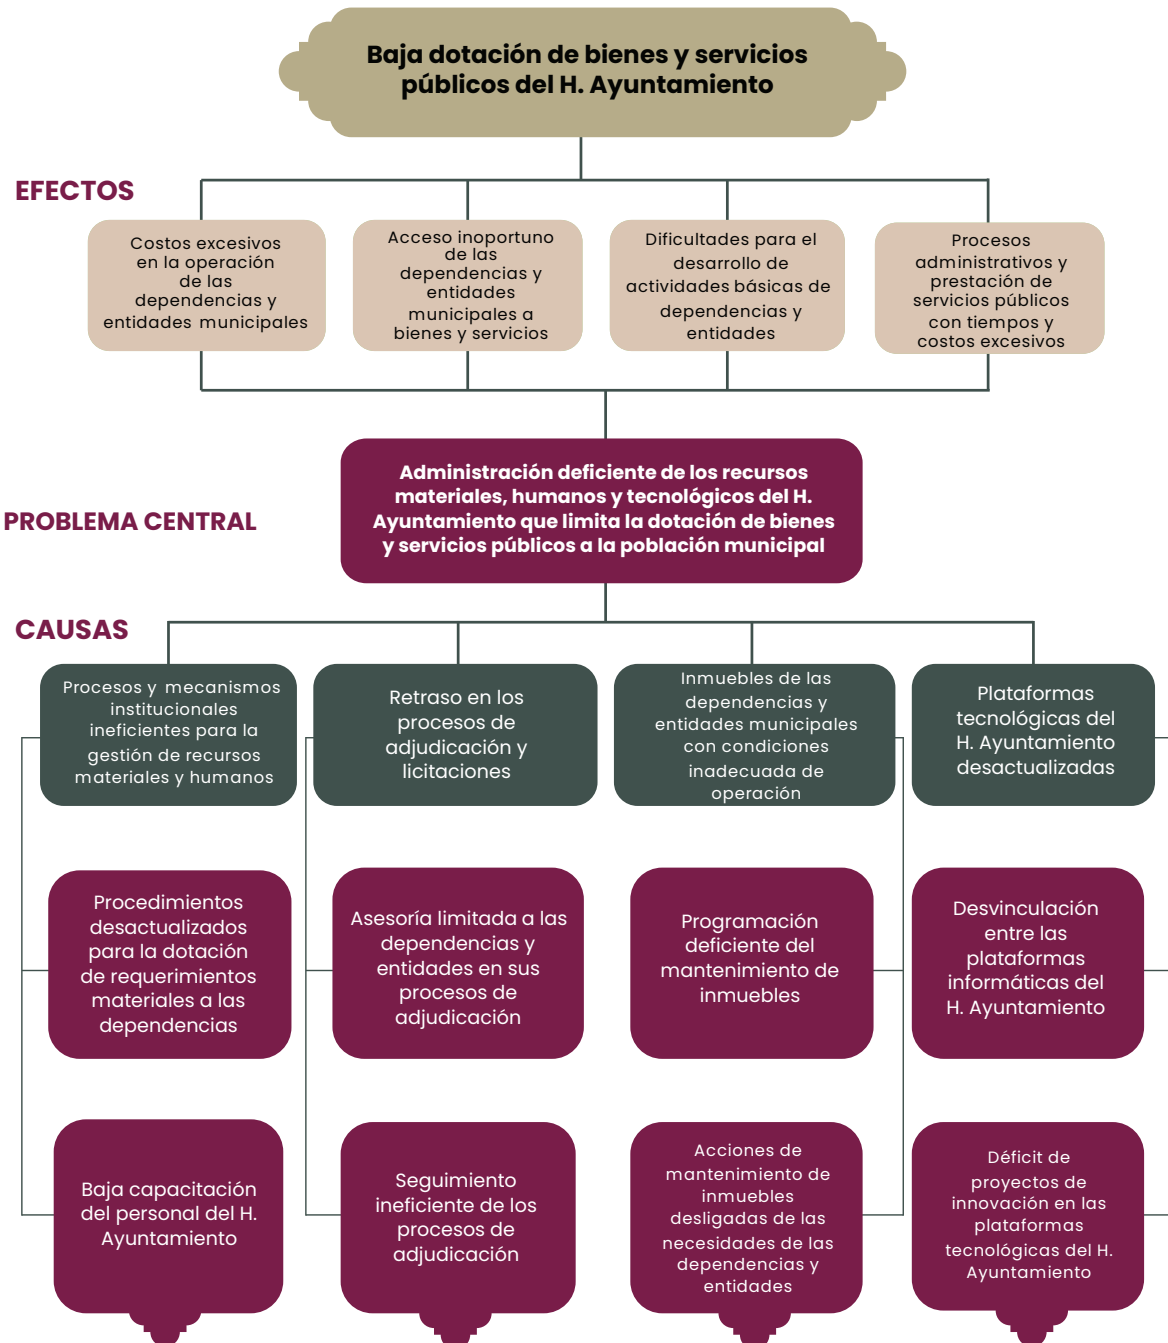 Baja dotación de bienes y servicios
públicos del H. Ayuntamiento
EFECTOS
Costos excesivos
en la operación
de las
dependencias y
entidades municipales
Acceso inoportuno
de las
dependencias y
entidades
municipales a
bienes y servicios
Dificultades para el
desarrollo de
actividades básicas de
dependencias y
entidades
Procesos
administrativos y
prestación de
servicios públicos
con tiempos y
costos excesivos
PROBLEMA CENTRAL
Administración deficiente de los recursos
materiales, humanos y tecnológicos del H.
Ayuntamiento que limita la dotación de bienes
y servicios públicos a la población municipal
CAUSAS
Procesos y mecanismos
institucionales
ineficientes para la
gestión de recursos
materiales y humanos
Retraso en los
procesos de
adjudicación y
licitaciones
Inmuebles de las
dependencias y
entidades municipales
con condiciones
inadecuada de
operación
Plataformas
tecnológicas del
H. Ayuntamiento
desactualizadas
Procedimientos
desactualizados
para la dotación
de requerimientos
materiales a las
dependencias
Asesoría limitada a las
dependencias y
entidades en sus
procesos de
adjudicación
Programación
deficiente del
mantenimiento de
inmuebles
Desvinculación
entre las
plataformas
informáticas del
H. Ayuntamiento
Baja capacitación
del personal del H.
Ayuntamiento
Seguimiento
ineficiente de los
procesos de
adjudicación
Acciones de
mantenimiento de
inmuebles
desligadas de las
necesidades de las
dependencias y
entidades
Déficit de
proyectos de
innovación en las
plataformas
tecnológicas del H.
Ayuntamiento